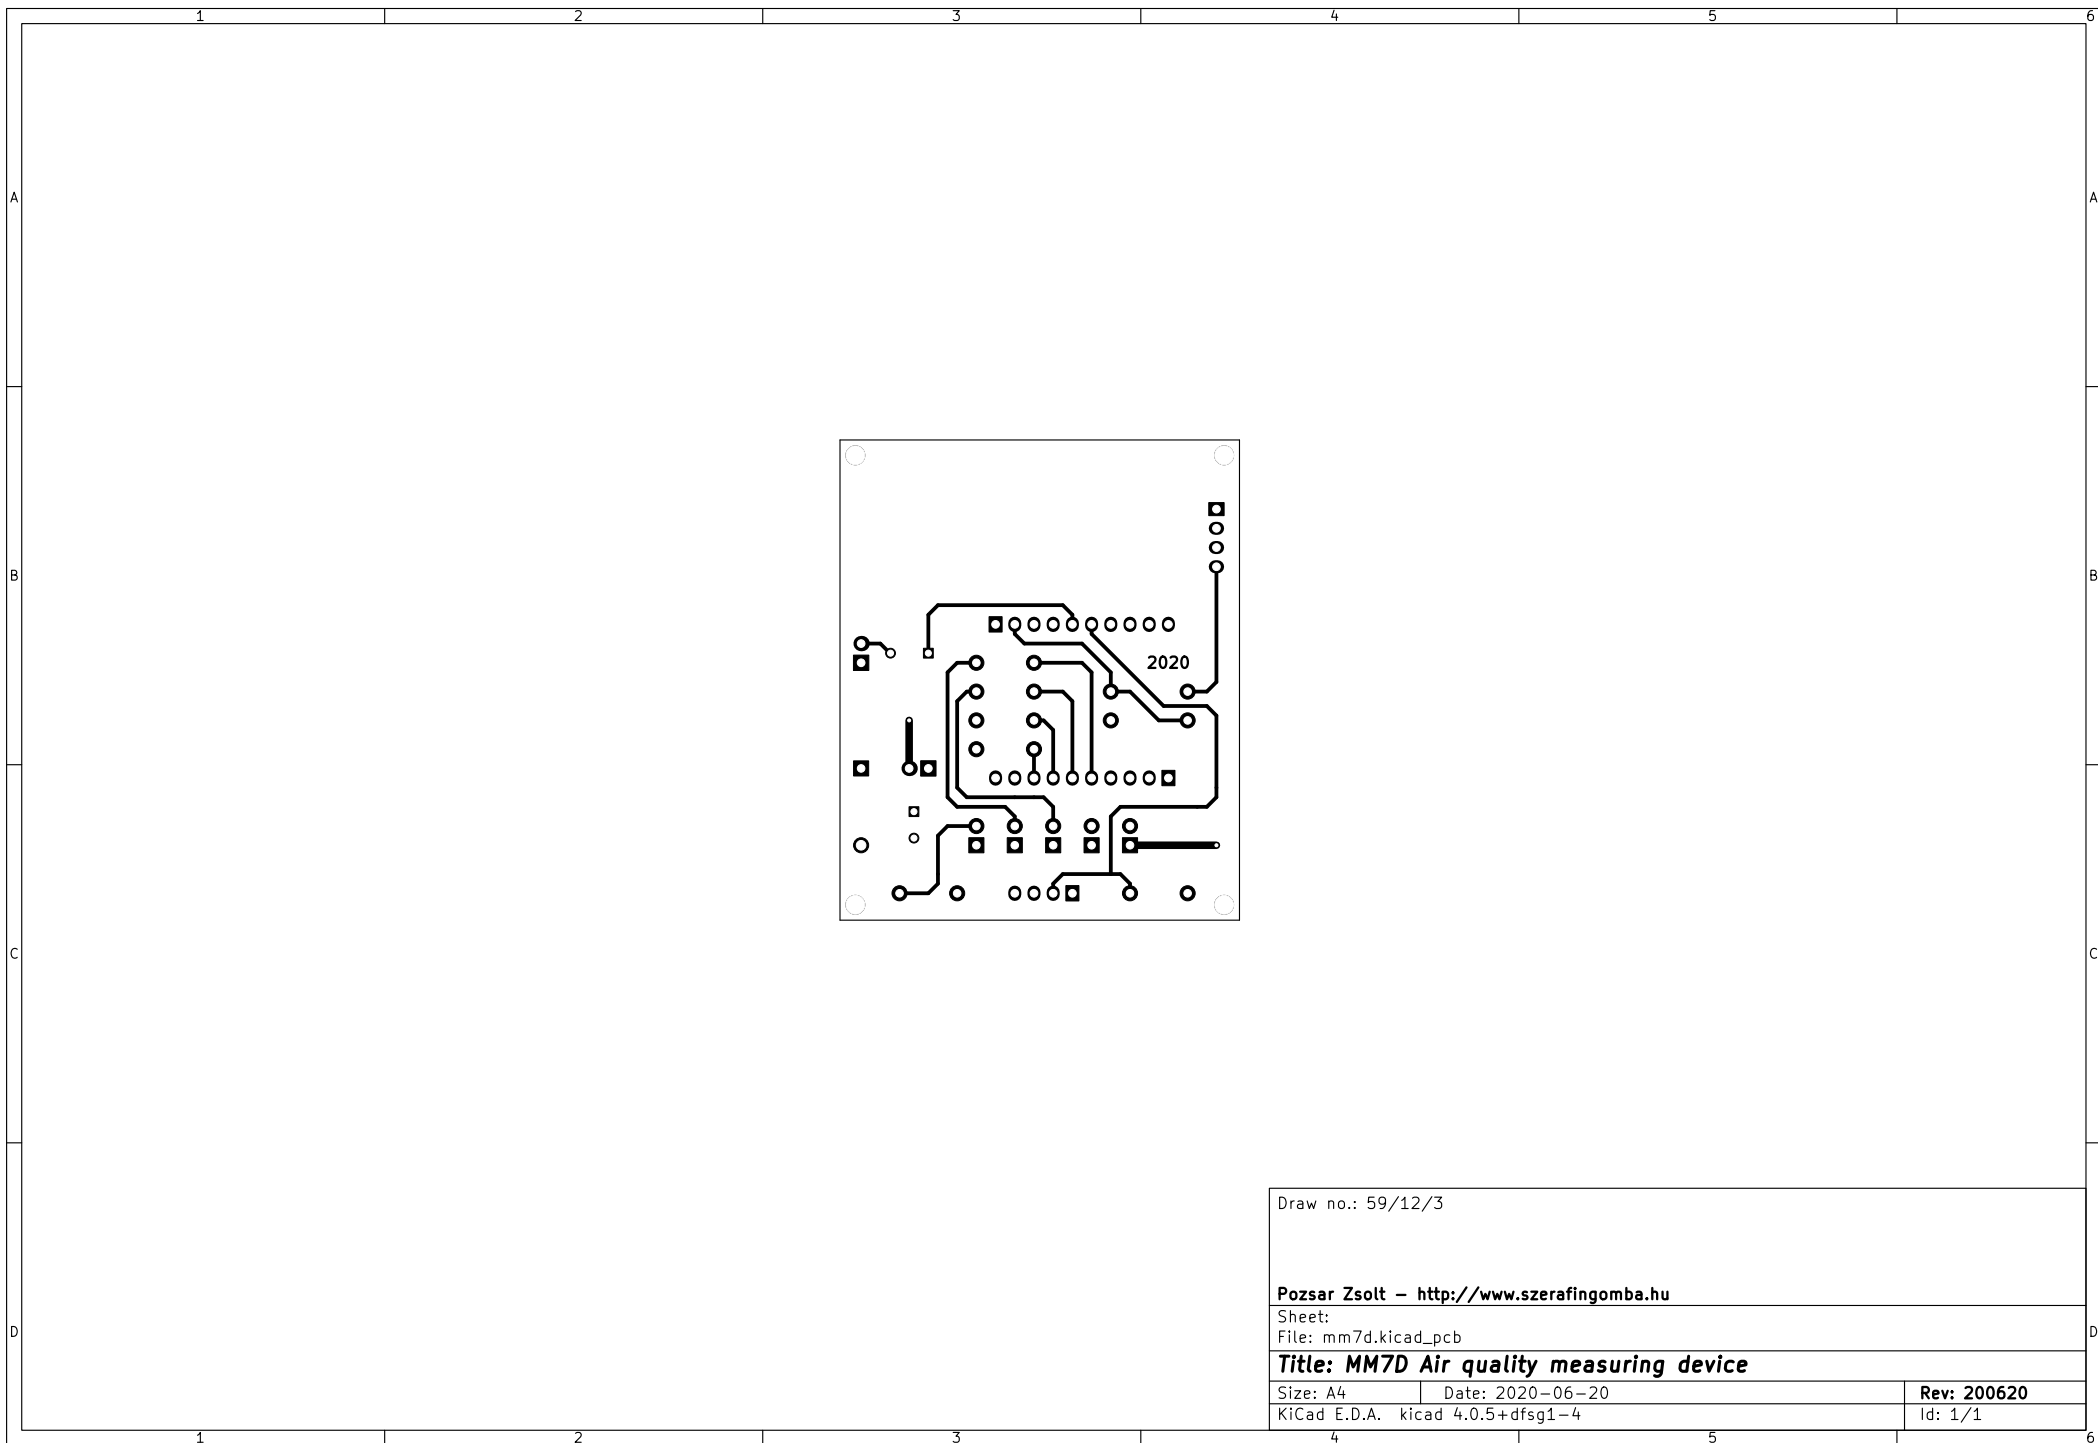 1 2 3 4 5 6
A A
B B
2020
C C
Draw no.: 59/12/3
Pozsar Zsolt – http://www.szerafingomba.hu
Sheet:
File: mm7d.kicad_pcb
D D
Title: MM7D Air quality measuring device
Size: A4 Date: 2020–06–20 Rev: 200620
KiCad E.D.A. kicad 4.0.5+dfsg1–4 Id: 1/1
1 2 3 4 5 6